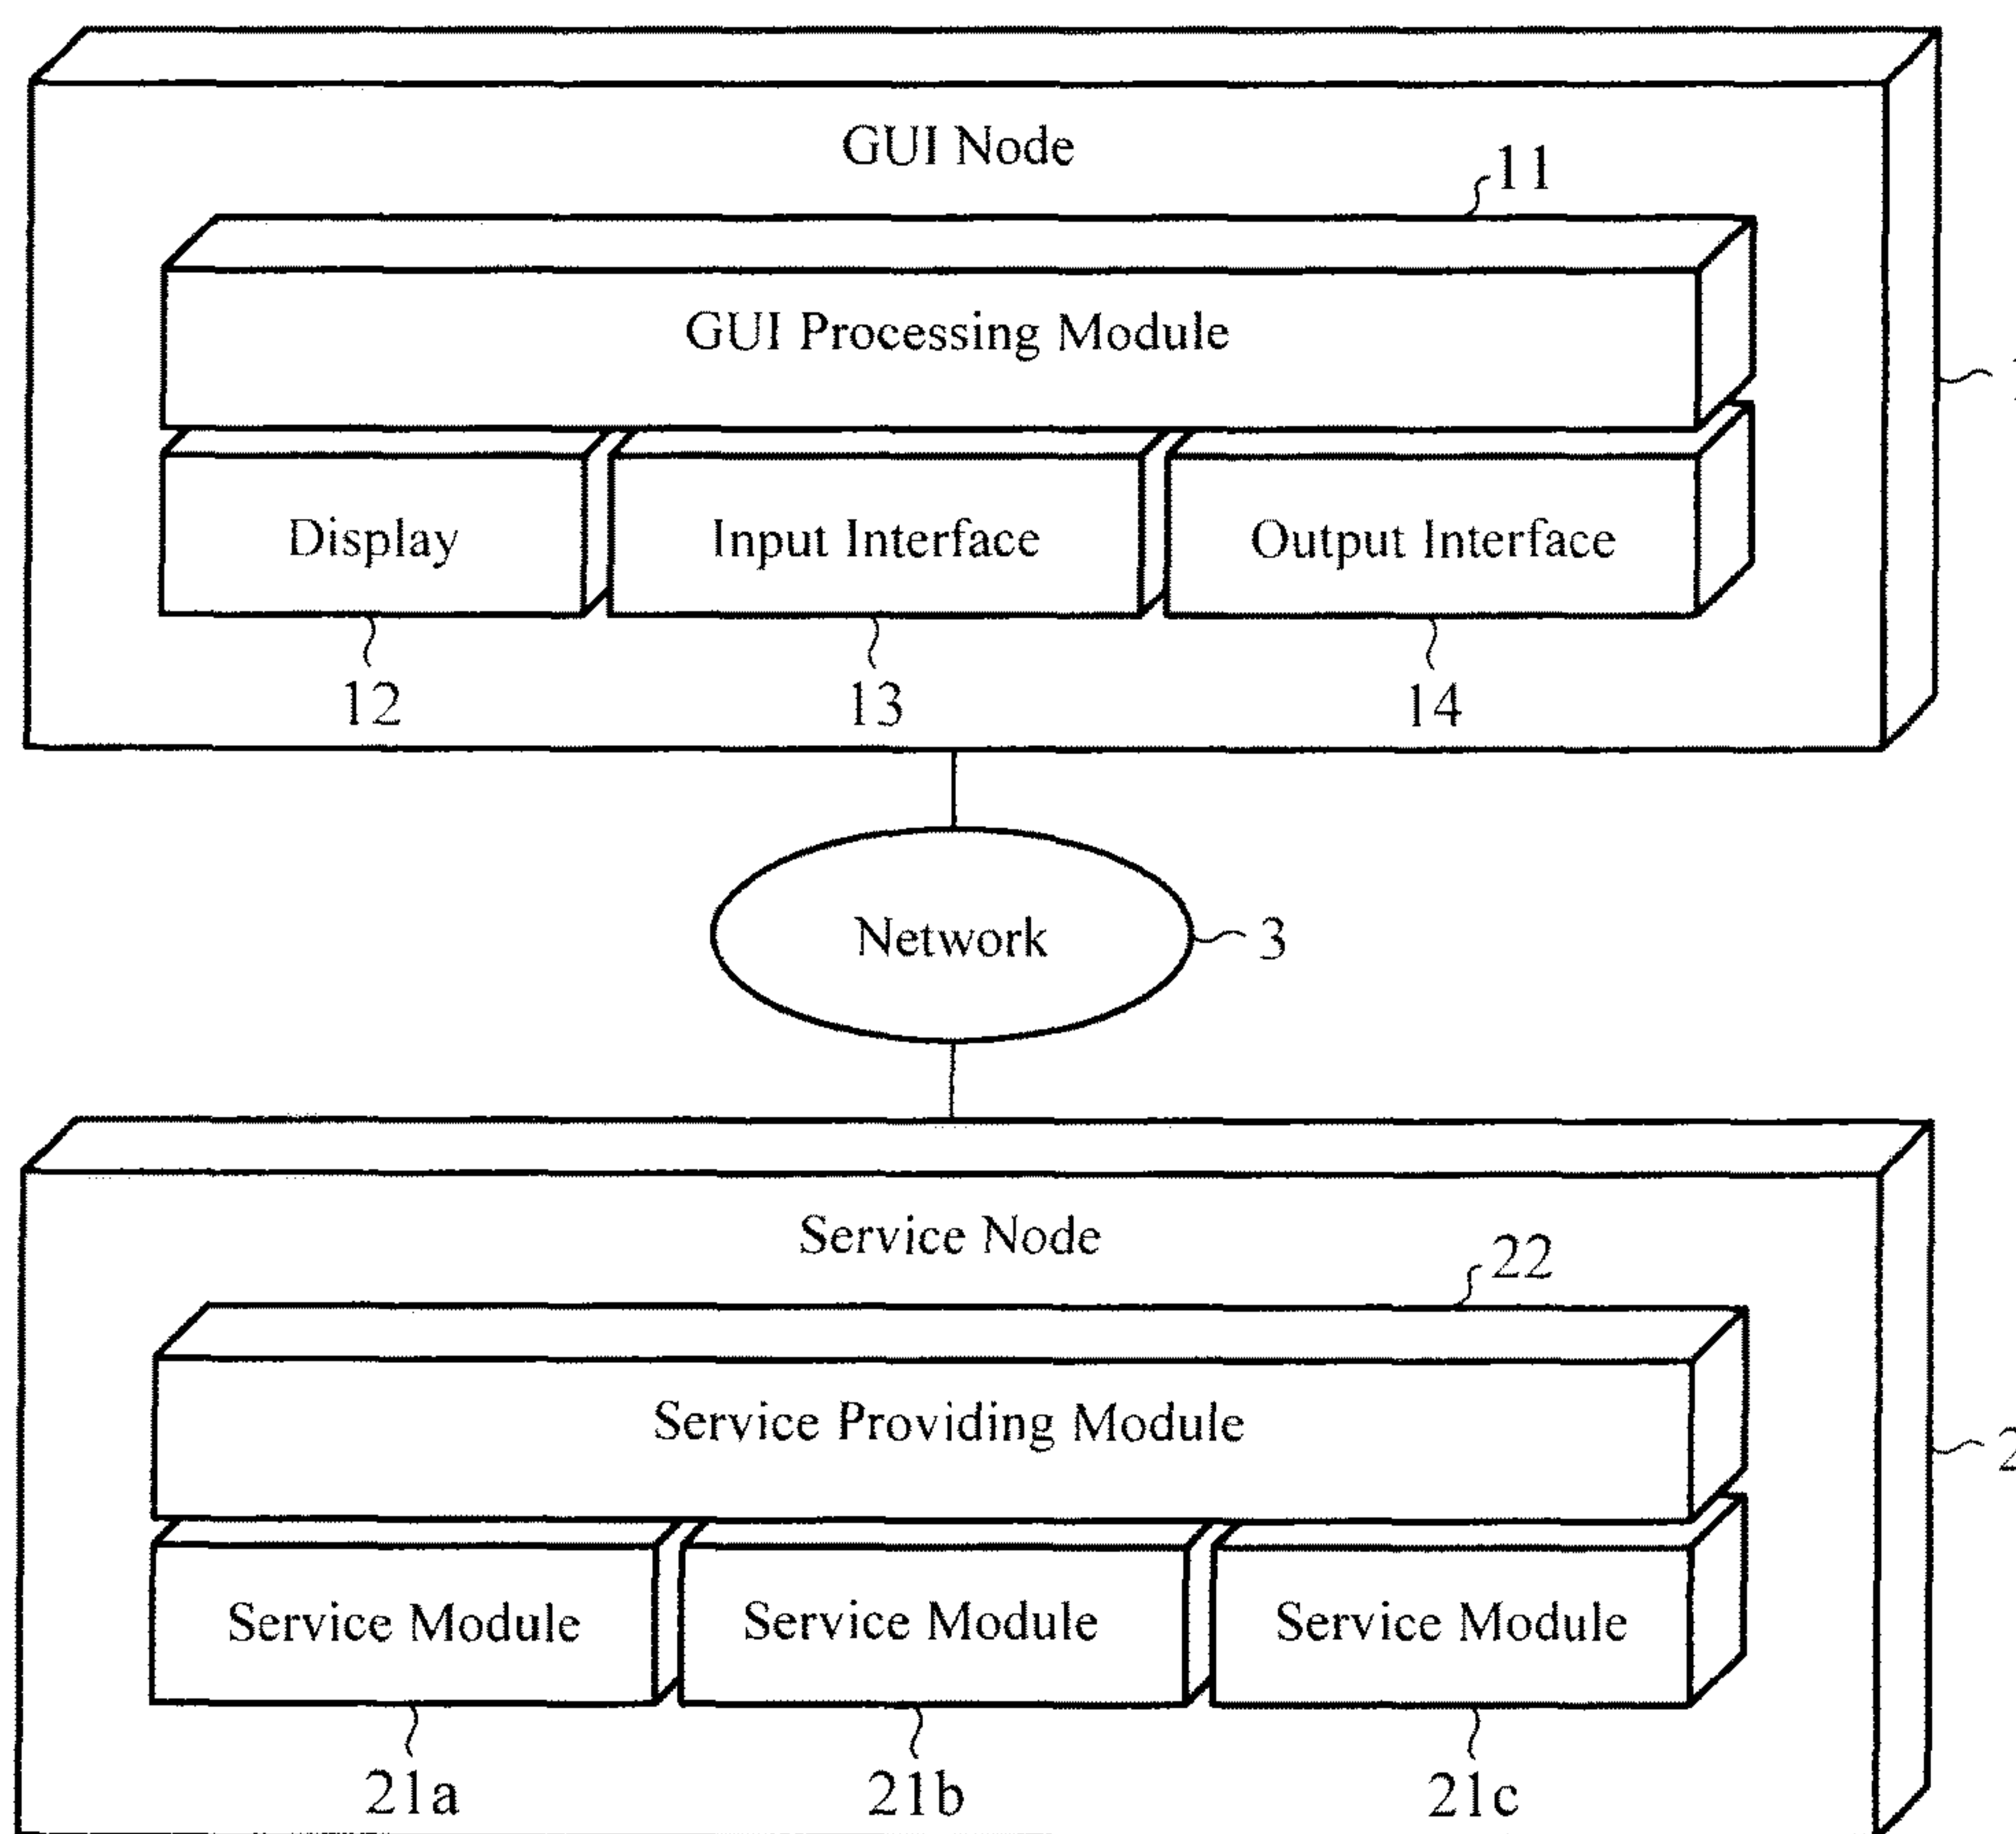 GUI Node
11
GUI Processing Module
Display
Input Interface
Output Interface
12
13
14
Network
3
Service Node
22
Service Providing Module
2
Service Module
Service Module
Service Module
21a
21b
21c